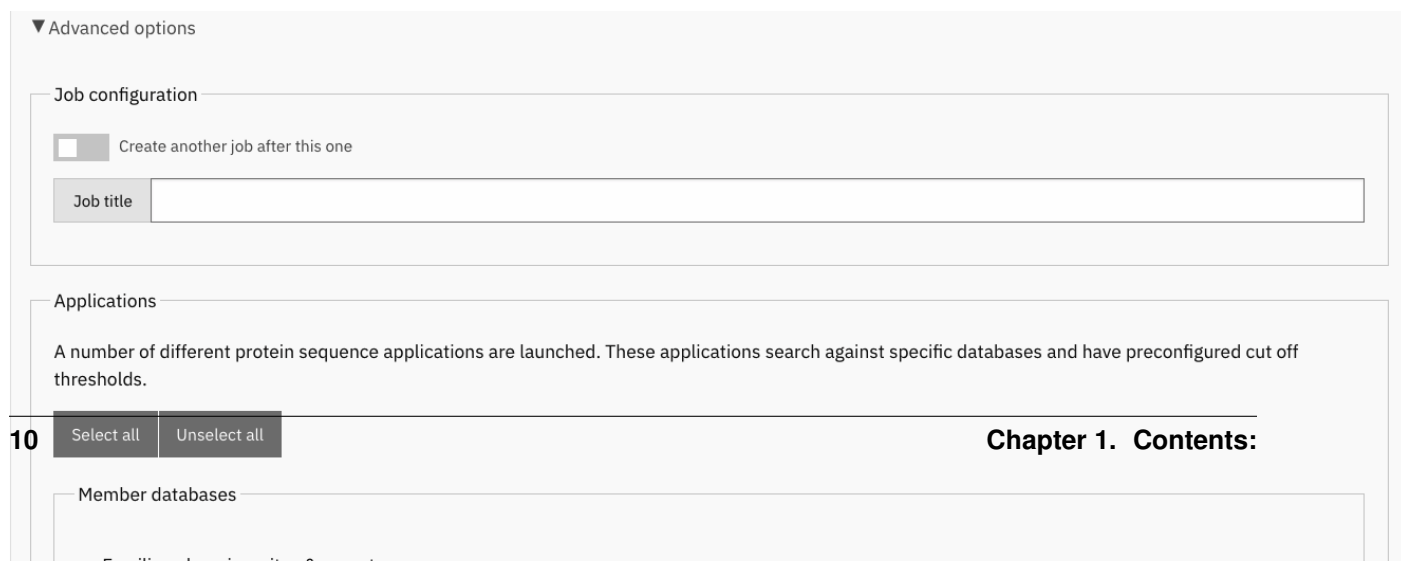 ▼Advanced options
Job configuration
Create another job after this one
Job title
Applications
A number of different protein sequence applications are launched. These applications search against specific databases and have preconfigured cut off
thresholds.
Select all Unselect all
10 Chapter 1. Contents:
Member databases